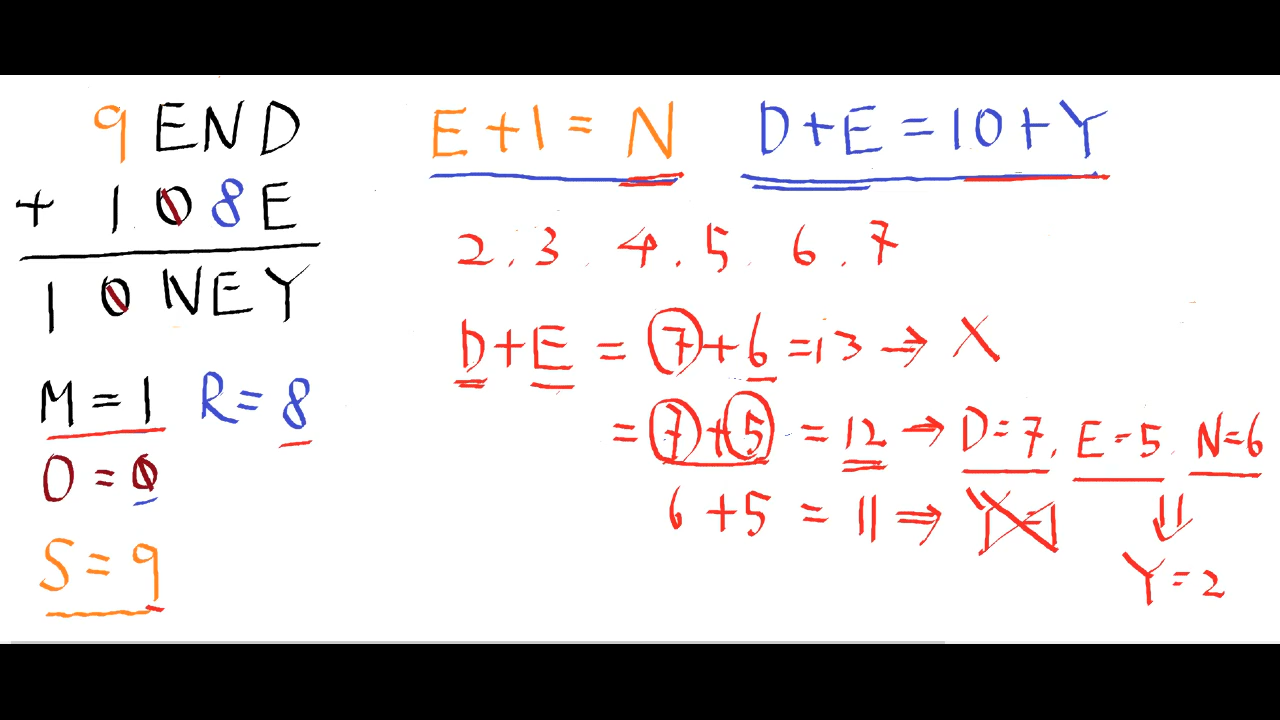 9END
+ 108E
10NEY
M=1 R=8
O=0
S=9
E+1=N D+E=10+Y
2.3.4.5.6.7
D+E=7+6=13→X
=7+5=12→D=7, E=5, N=6
6+5=11⇒Y=1
⇓
Y=2